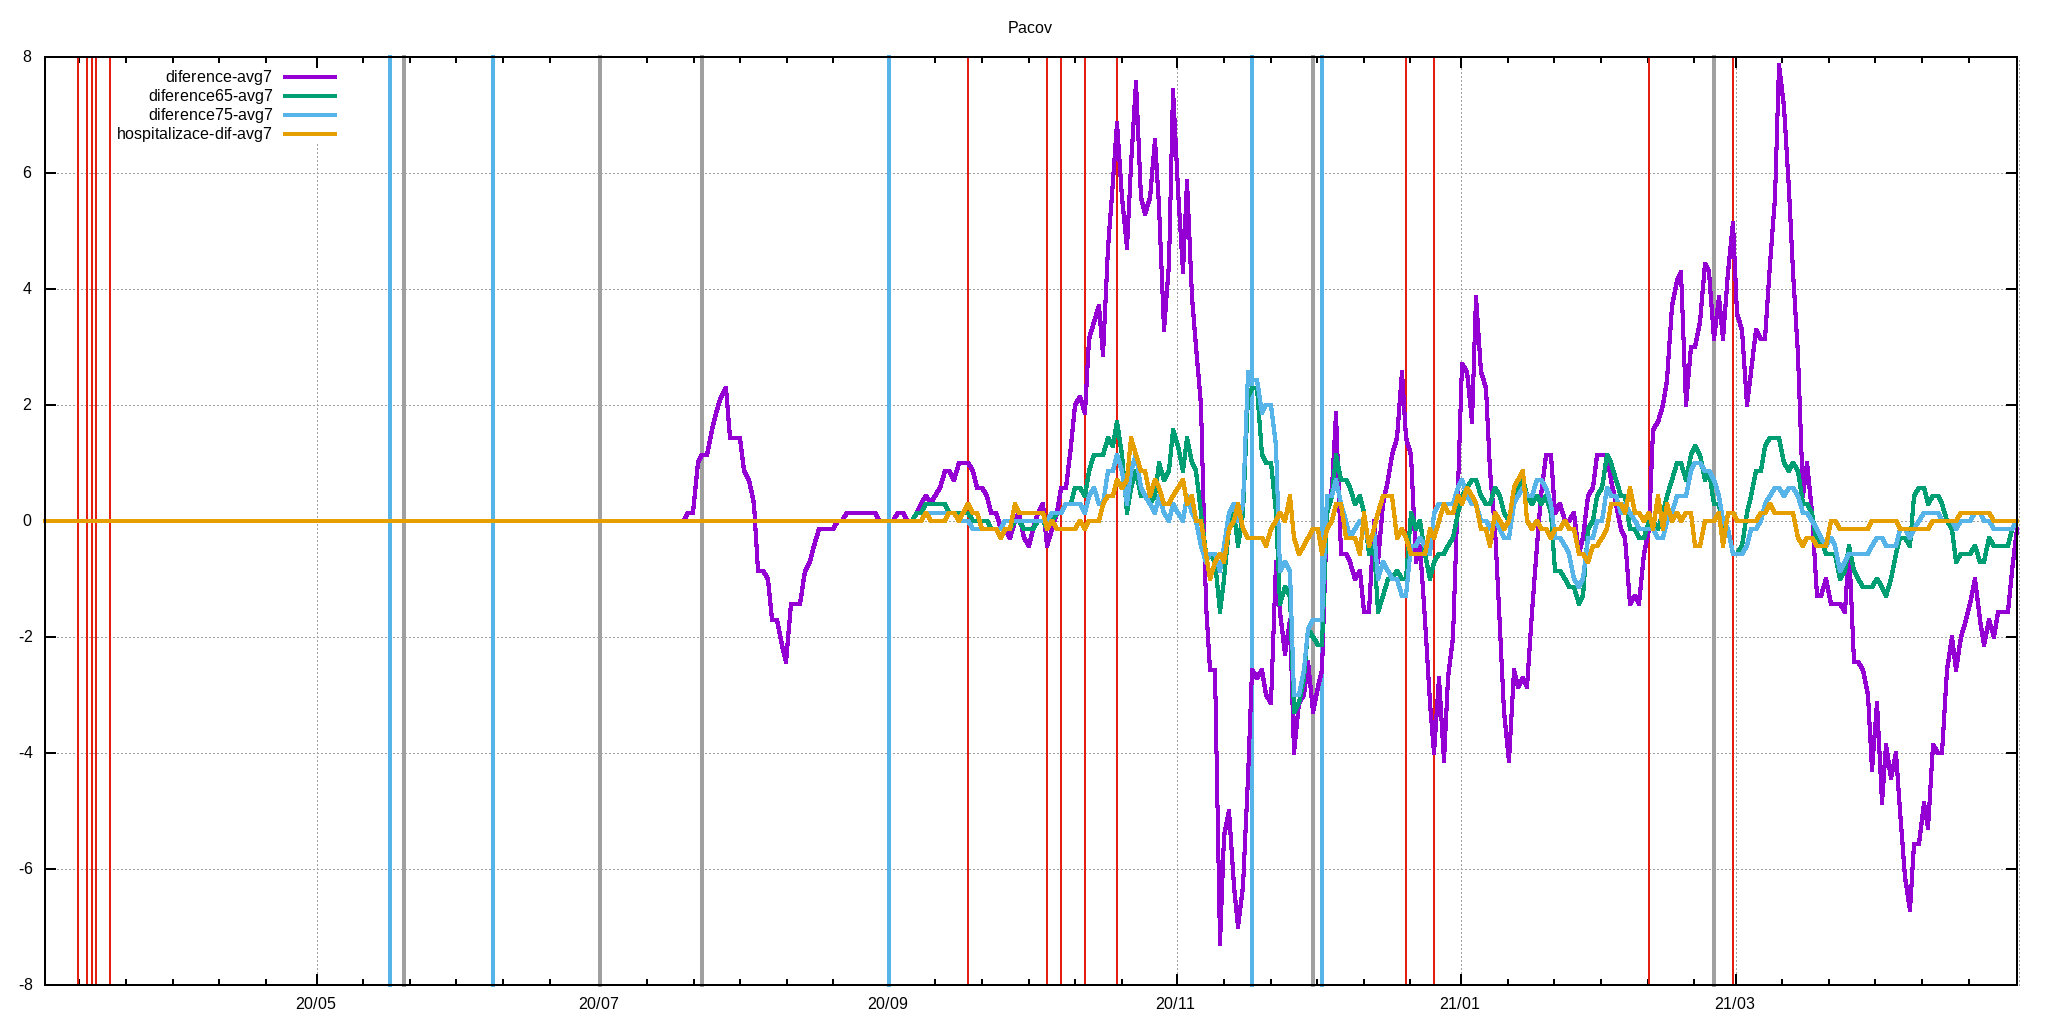 Pacov
diference-avg7
diference65-avg7
diference75-avg7
hospitalizace-dif-avg7
8
6
4
2
0
-2
-4
-6
-8
20/05 20/07 20/09 20/11 21/01 21/03